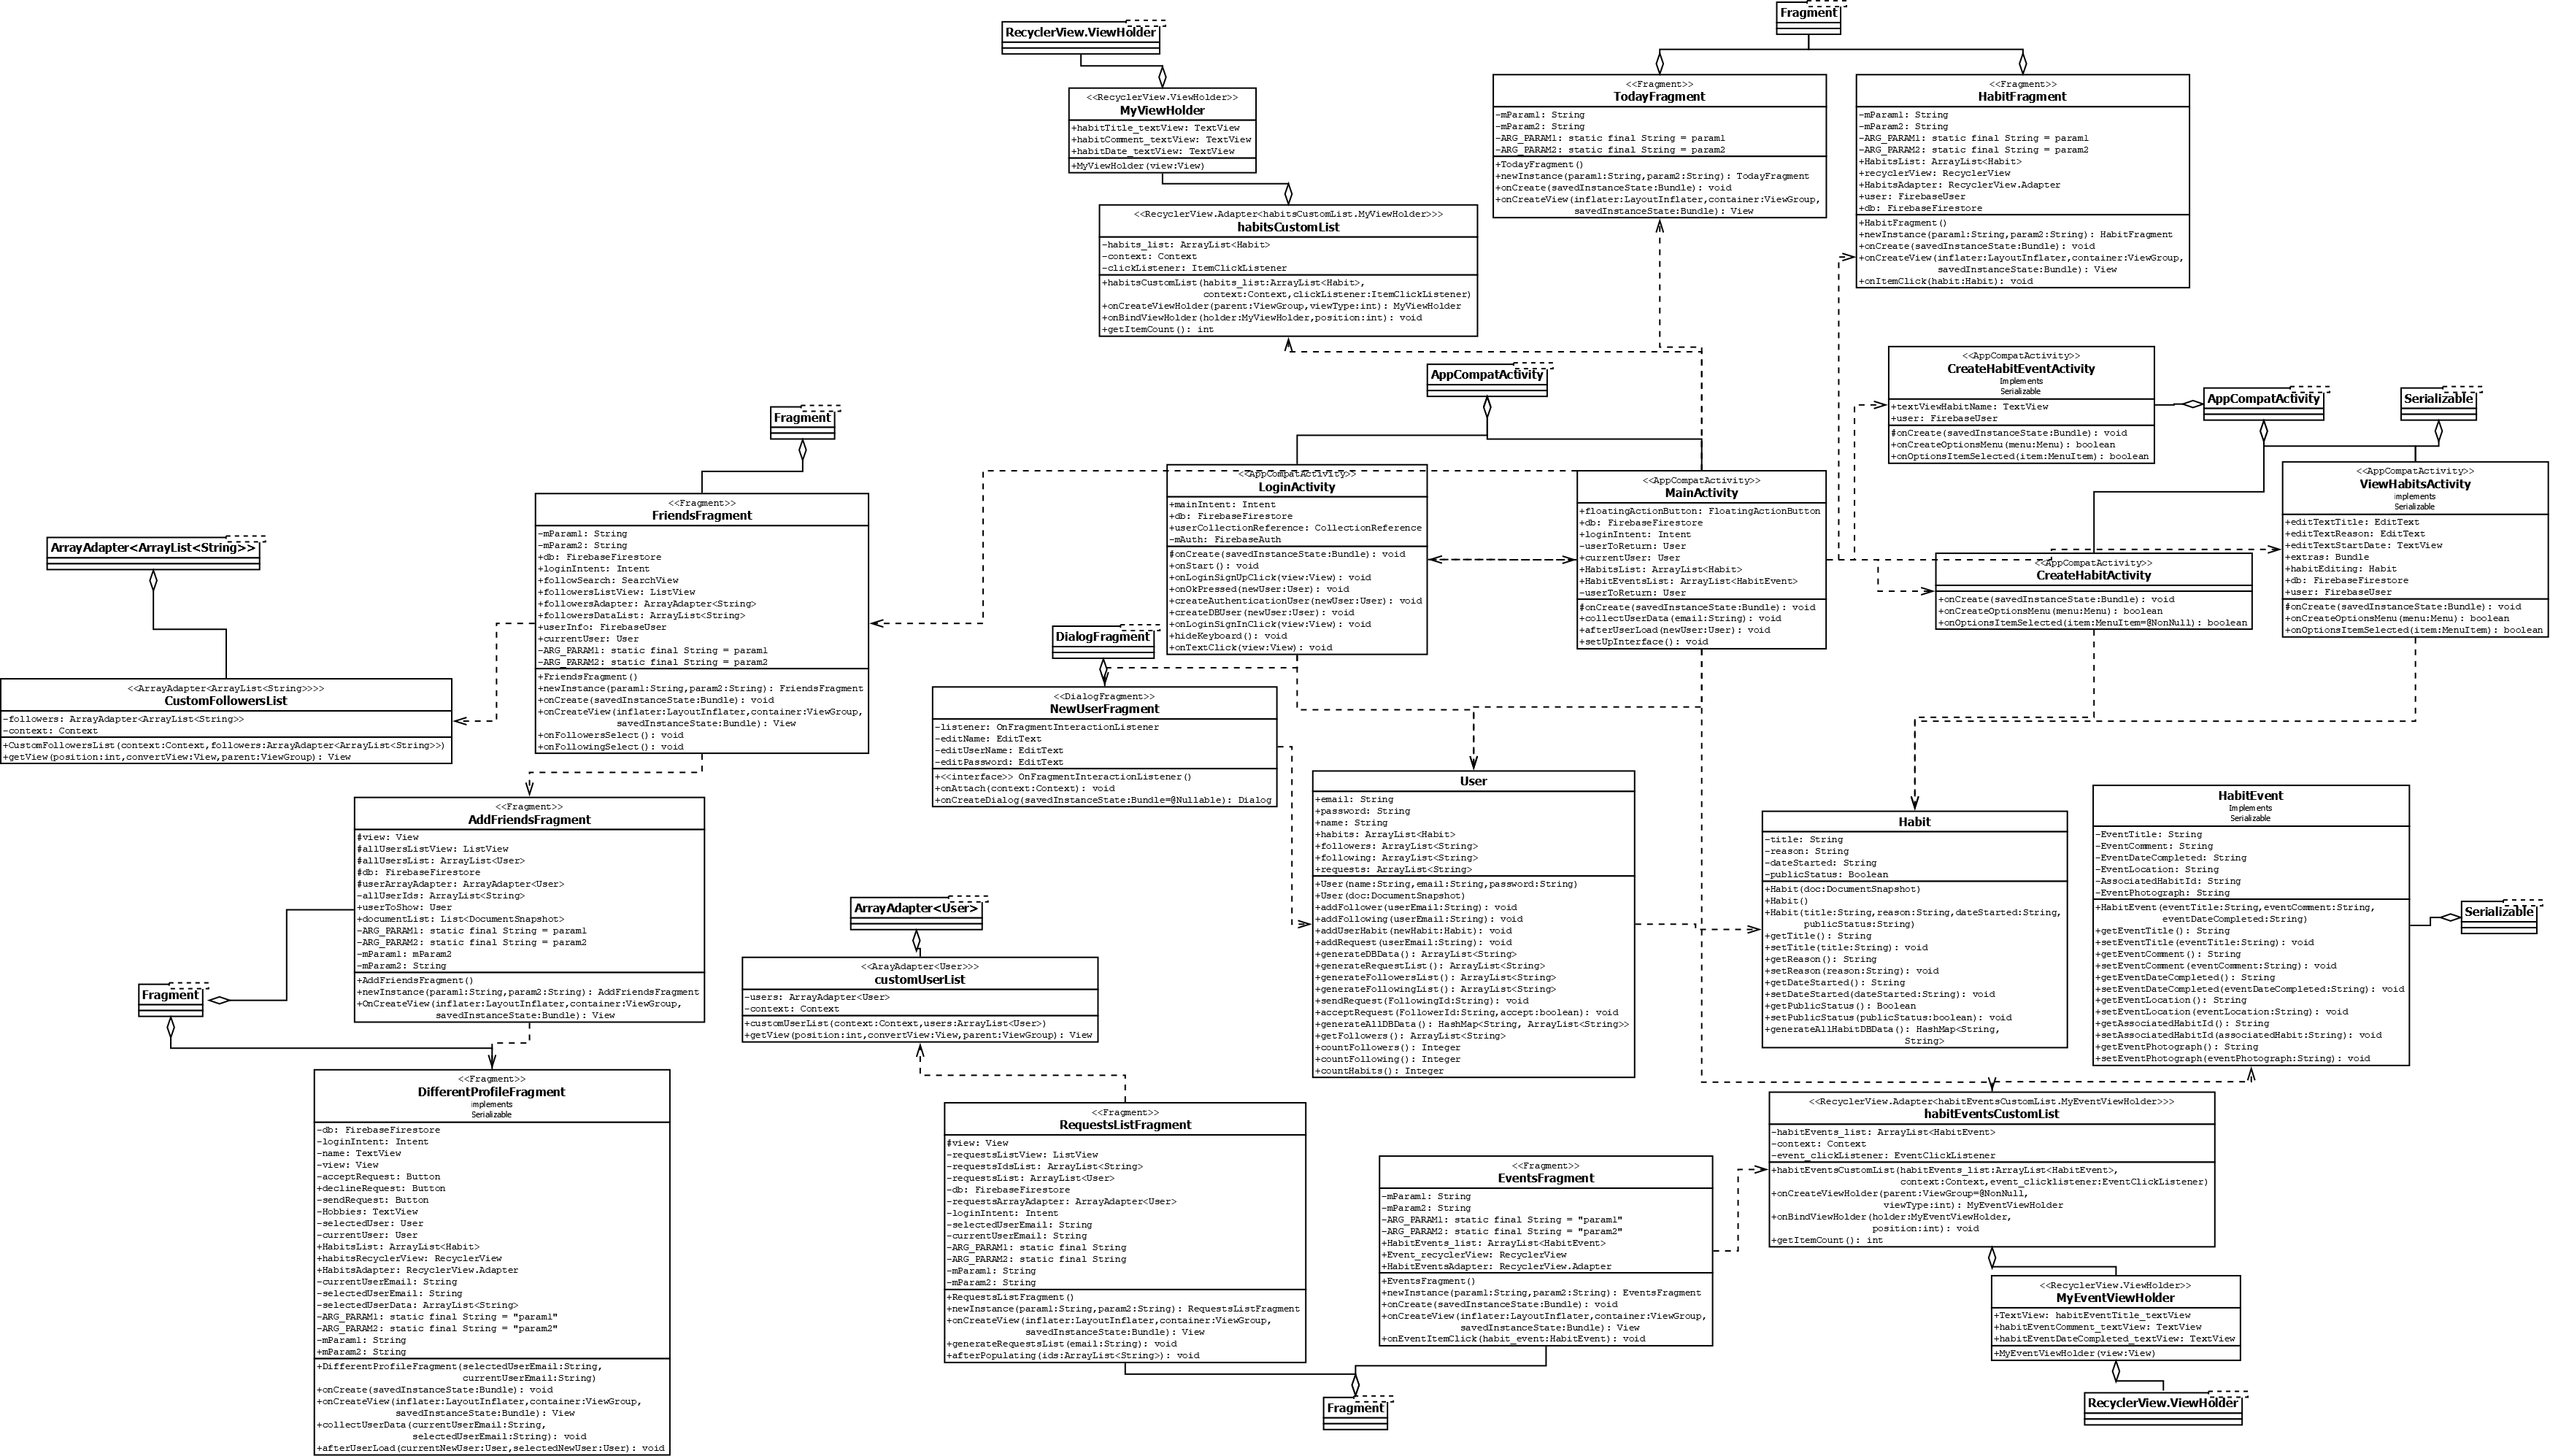 Fragment
RecyclerView.ViewHolder
<<RecyclerView.ViewHolder>>
MyViewHolder
+habitTitle_textView: TextView
+habitComment_textView: TextView
+habitDate_textView: TextView
+MyViewHolder(view:View)
<<Fragment>>
TodayFragment
-mParam1: String
-mParam2: String
-ARG_PARAM1: static final String = param1
-ARG_PARAM2: static final String = param2
+TodayFragment()
+newInstance(param1:String,param2:String): TodayFragment
+onCreate(savedInstanceState:Bundle): void
+onCreateView(inflater:LayoutInflater,container:ViewGroup,
savedInstanceState:Bundle): View
<<Fragment>>
HabitFragment
-mParam1: String
-mParam2: String
-ARG_PARAM1: static final String = param1
-ARG_PARAM2: static final String = param2
+HabitsList: ArrayList<Habit>
+recyclerView: RecyclerView
+HabitsAdapter: RecyclerView.Adapter
+user: FirebaseUser
+db: FirebaseFirestore
+HabitFragment()
+newInstance(param1:String,param2:String): HabitFragment
+onCreate(savedInstanceState:Bundle): void
+onCreateView(inflater:LayoutInflater,container:ViewGroup,
savedInstanceState:Bundle): View
+onItemClick(habit:Habit): void
<<RecyclerView.Adapter<habitsCustomList.MyViewHolder>>>
habitsCustomList
-habits_list: ArrayList<Habit>
-context: Context
-clickListener: ItemClickListener
+habitsCustomList(habits_list:ArrayList<Habit>,
context:Context,clickListener:ItemClickListener)
+onCreateViewHolder(parent:ViewGroup,viewType:int): MyViewHolder
+onBindViewHolder(holder:MyViewHolder,position:int): void
+getItemCount(): int
AppCompatActivity
<<AppCompatActivity>>
CreateHabitEventActivity
Implements
Serializable
+textViewHabitName: TextView
+user: FirebaseUser
#onCreate(savedInstanceState:Bundle): void
+onCreateOptionsMenu(menu:Menu): boolean
+onOptionsItemSelected(item:MenuItem): boolean
AppCompatActivity
Serializable
Fragment
<<AppCompatActivity>>
LoginActivity
+mainIntent: Intent
+db: FirebaseFirestore
+userCollectionReference: CollectionReference
-mAuth: FirebaseAuth
#onCreate(savedInstanceState:Bundle): void
+onStart(): void
+onLoginSignUpClick(view:View): void
+onOkPressed(newUser:User): void
+createAuthenticationUser(newUser:User): void
+createDBUser(newUser:User): void
+onLoginSignInClick(view:View): void
+hideKeyboard(): void
+onTextClick(view:View): void
<<AppCompatActivity>>
MainActivity
+floatingActionButton: FloatingActionButton
+db: FirebaseFirestore
+loginIntent: Intent
-userToReturn: User
+currentUser: User
+HabitsList: ArrayList<Habit>
+HabitEventsList: ArrayList<HabitEvent>
-userToReturn: User
#onCreate(savedInstanceState:Bundle): void
+collectUserData(email:String): void
+afterUserLoad(newUser:User): void
+setUpInterface(): void
<<AppCompatActivity>>
ViewHabitsActivity
implements
Serializable
+editTextTitle: EditText
+editTextReason: EditText
+editTextStartDate: TextView
+extras: Bundle
+habitEditing: Habit
+db: FirebaseFirestore
+user: FirebaseUser
#onCreate(savedInstanceState:Bundle): void
+onCreateOptionsMenu(menu:Menu): boolean
+onOptionsItemSelected(item:MenuItem): boolean
<<AppCompatActivity>>
CreateHabitActivity
+onCreate(savedInstanceState:Bundle): void
+onCreateOptionsMenu(menu:Menu): boolean
+onOptionsItemSelected(item:MenuItem=@NonNull): boolean
<<Fragment>>
FriendsFragment
-mParam1: String
-mParam2: String
+db: FirebaseFirestore
+loginIntent: Intent
+followSearch: SearchView
+followersListView: ListView
+followersAdapter: ArrayAdapter<String>
+followersDataList: ArrayList<String>
+userInfo: FirebaseUser
+currentUser: User
-ARG_PARAM1: static final String = param1
-ARG_PARAM2: static final String = param2
+FriendsFragment()
+newInstance(param1:String,param2:String): FriendsFragment
+onCreate(savedInstanceState:Bundle): void
+onCreateView(inflater:LayoutInflater,container:ViewGroup,
savedInstanceState:Bundle): View
+onFollowersSelect(): void
+onFollowingSelect(): void
ArrayAdapter<ArrayList<String>>
<<ArrayAdapter<ArrayList<String>>>>
CustomFollowersList
-followers: ArrayAdapter<ArrayList<String>>
-context: Context
+CustomFollowersList(context:Context,followers:ArrayAdapter<ArrayList<String>>)
+getView(position:int,convertView:View,parent:ViewGroup): View
DialogFragment
<<DialogFragment>>
NewUserFragment
-listener: OnFragmentInteractionListener
-editName: EditText
-editUserName: EditText
-editPassword: EditText
+<<interface>> OnFragmentInteractionListener()
+onAttach(context:Context): void
+onCreateDialog(savedInstanceState:Bundle=@Nullable): Dialog
User
+email: String
+password: String
+name: String
+habits: ArrayList<Habit>
+followers: ArrayList<String>
+following: ArrayList<String>
+requests: ArrayList<String>
+User(name:String,email:String,password:String)
+User(doc:DocumentSnapshot)
+addFollower(userEmail:String): void
+addFollowing(userEmail:String): void
+addUserHabit(newHabit:Habit): void
+addRequest(userEmail:String): void
+generateDBData(): ArrayList<String>
+generateRequestList(): ArrayList<String>
+generateFollowersList(): ArrayList<String>
+generateFollowingList(): ArrayList<String>
+sendRequest(FollowingId:String): void
+acceptRequest(FollowerId:String,accept:boolean): void
+generateAllDBData(): HashMap<String, ArrayList<String>>
+getFollowers(): ArrayList<String>
+countFollowers(): Integer
+countFollowing(): Integer
+countHabits(): Integer
Habit
-title: String
-reason: String
-dateStarted: String
-publicStatus: Boolean
+Habit(doc:DocumentSnapshot)
+Habit()
+Habit(title:String,reason:String,dateStarted:String,
publicStatus:String)
+getTitle(): String
+setTitle(title:String): void
+getReason(): String
+setReason(reason:String): void
+getDateStarted(): String
+setDateStarted(dateStarted:String): void
+getPublicStatus(): Boolean
+setPublicStatus(publicStatus:boolean): void
+generateAllHabitDBData(): HashMap<String,
String>
HabitEvent
Implements
Serializable
-EventTitle: String
-EventComment: String
-EventDateCompleted: String
-EventLocation: String
-AssociatedHabitId: String
-EventPhotograph: String
+HabitEvent(eventTitle:String,eventComment:String,
eventDateCompleted:String)
+getEventTitle(): String
+setEventTitle(eventTitle:String): void
+getEventComment(): String
+setEventComment(eventComment:String): void
+getEventDateCompleted(): String
+setEventDateCompleted(eventDateCompleted:String): void
+getEventLocation(): String
+setEventLocation(eventLocation:String): void
+getAssociatedHabitId(): String
+setAssociatedHabitId(associatedHabit:String): void
+getEventPhotograph(): String
+setEventPhotograph(eventPhotograph:String): void
Serializable
<<Fragment>>
AddFriendsFragment
#view: View
#allUsersListView: ListView
#allUsersList: ArrayList<User>
#db: FirebaseFirestore
#userArrayAdapter: ArrayAdapter<User>
-allUserIds: ArrayList<String>
+userToShow: User
+documentList: List<DocumentSnapshot>
-ARG_PARAM1: static final String = param1
-ARG_PARAM2: static final String = param2
-mParam1: mParam2
-mParam2: String
+AddFriendsFragment()
+newInstance(param1:String,param2:String): AddFriendsFragment
+OnCreateView(inflater:LayoutInflater,container:ViewGroup,
savedInstanceState:Bundle): View
Fragment
ArrayAdapter<User>
<<ArayAdapter<User>>>
customUserList
-users: ArrayAdapter<User>
-context: Context
+customUserList(context:Context,users:ArrayList<User>)
+getView(position:int,convertView:View,parent:ViewGroup): View
<<Fragment>>
DifferentProfileFragment
implements
Serializable
-db: FirebaseFirestore
-loginIntent: Intent
-name: TextView
-view: View
-acceptRequest: Button
+declineRequest: Button
-sendRequest: Button
-Hobbies: TextView
-selectedUser: User
-currentUser: User
+HabitsList: ArrayList<Habit>
+habitsRecyclerView: RecyclerView
+HabitsAdapter: RecyclerView.Adapter
-currentUserEmail: String
-selectedUserEmail: String
-selectedUserData: ArrayList<String>
-ARG_PARAM1: static final String = "param1"
-ARG_PARAM2: static final String = "param2"
-mParam1: String
+mParam2: String
+DifferentProfileFragment(selectedUserEmail:String,
currentUserEmail:String)
+onCreate(savedInstanceState:Bundle): void
+onCreateView(inflater:LayoutInflater,container:ViewGroup,
savedInstanceState:Bundle): View
+collectUserData(currentUserEmail:String,
selectedUserEmail:String): void
+afterUserLoad(currentNewUser:User,selectedNewUser:User): void
<<Fragment>>
RequestsListFragment
#view: View
-requestsListView: ListView
-requestsIdsList: ArrayList<String>
-requestsList: ArrayList<User>
-db: FirebaseFirestore
-requestsArrayAdapter: ArrayAdapter<User>
-loginIntent: Intent
-selectedUserEmail: String
-currentUserEmail: String
-ARG_PARAM1: static final String
-ARG_PARAM2: static final String
-mParam1: String
-mParam2: String
+RequestsListFragment()
+newInstance(param1:String,param2:String): RequestsListFragment
+onCreateView(inflater:LayoutInflater,container:ViewGroup,
savedInstanceState:Bundle): View
+generateRequestsList(email:String): void
+afterPopulating(ids:ArrayList<String>): void
<<Fragment>>
EventsFragment
-mParam1: String
-mParam2: String
-ARG_PARAM1: static final String = "param1"
-ARG_PARAM2: static final String = "param2"
+HabitEvents_list: ArrayList<HabitEvent>
+Event_recyclerView: RecyclerView
+HabitEventsAdapter: RecyclerView.Adapter
+EventsFragment()
+newInstance(param1:String,param2:String): EventsFragment
+onCreate(savedInstanceState:Bundle): void
+onCreateView(inflater:LayoutInflater,container:ViewGroup,
savedInstanceState:Bundle): View
+onEventItemClick(habit_event:HabitEvent): void
Fragment
<<RecyclerView.Adapter<habitEventsCustomList.MyEventViewHolder>>>
habitEventsCustomList
-habitEvents_list: ArrayList<HabitEvent>
-context: Context
-event_clickListener: EventClickListener
+habitEventsCustomList(habitEvents_list:ArrayList<HabitEvent>,
context:Context,event_clicklistener:EventClickListener)
+onCreateViewHolder(parent:ViewGroup=@NonNull,
viewType:int): MyEventViewHolder
+onBindViewHolder(holder:MyEventViewHolder,
position:int): void
+getItemCount(): int
<<RecyclerView.ViewHolder>>
MyEventViewHolder
+TextView: habitEventTitle_textView
+habitEventComment_textView: TextView
+habitEventDateCompleted_textView: TextView
+MyEventViewHolder(view:View)
RecyclerView.ViewHolder